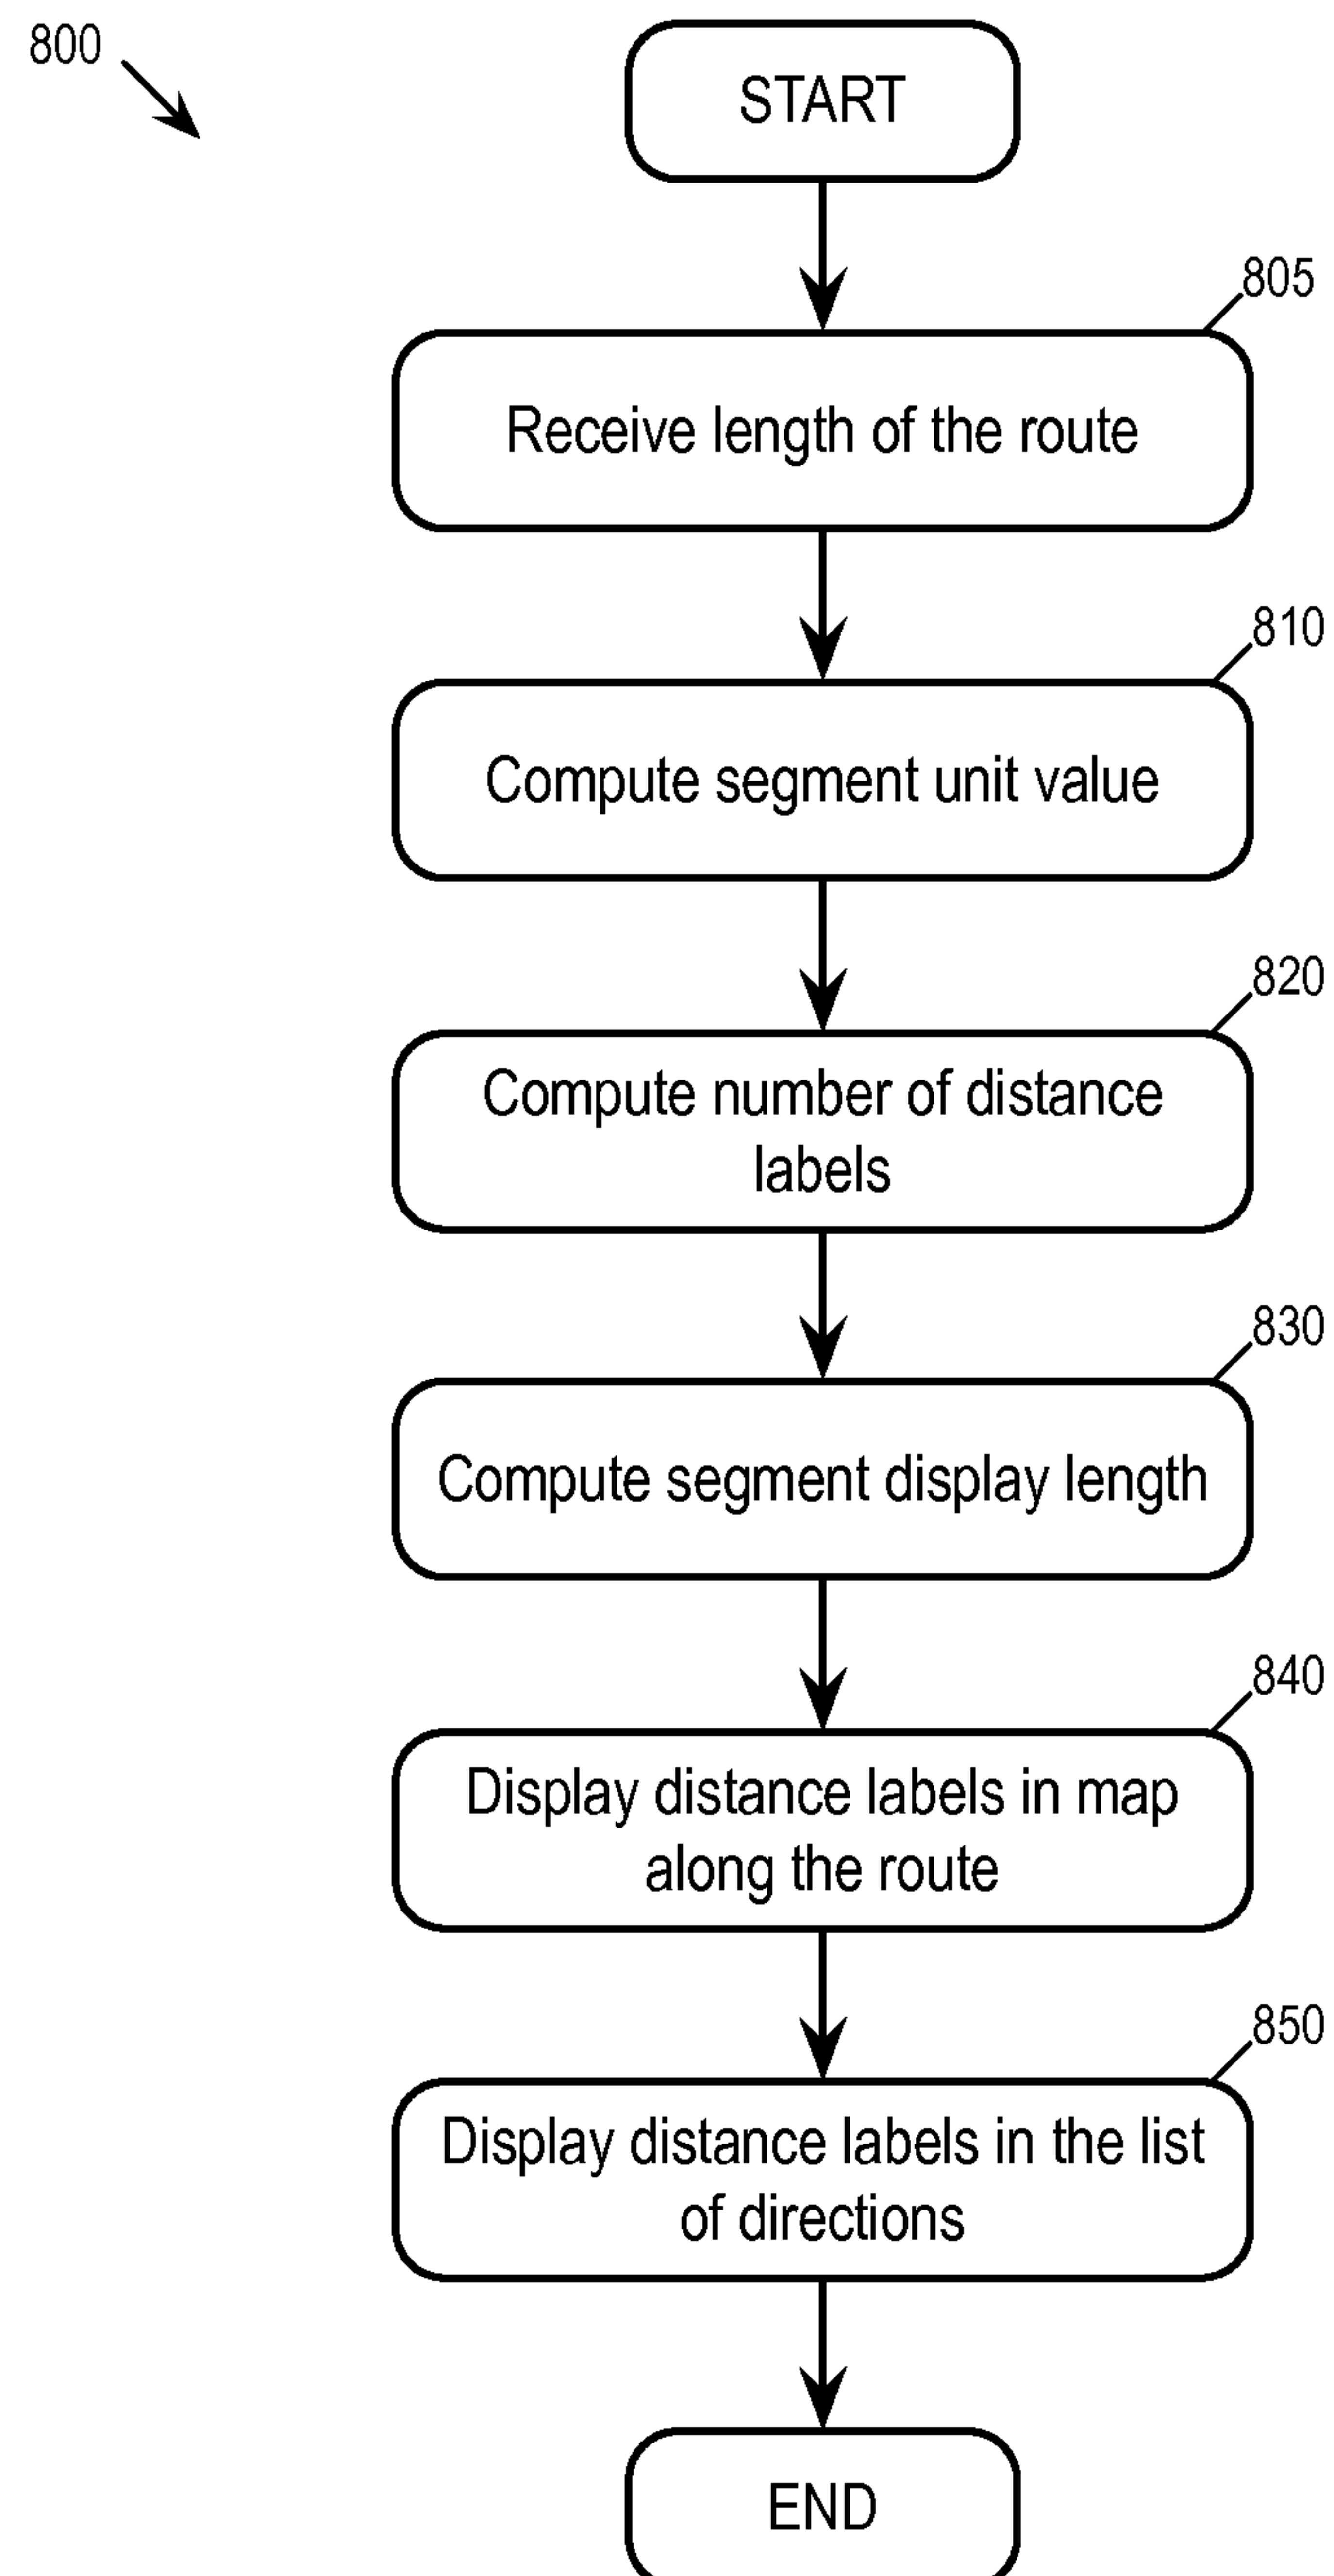 800
START
805
Receive length of the route
810
Compute segment unit value
820
Compute number of distance
labels
830
Compute segment display length
840
Display distance labels in map
along the route
850
Display distance labels in the list
of directions
END